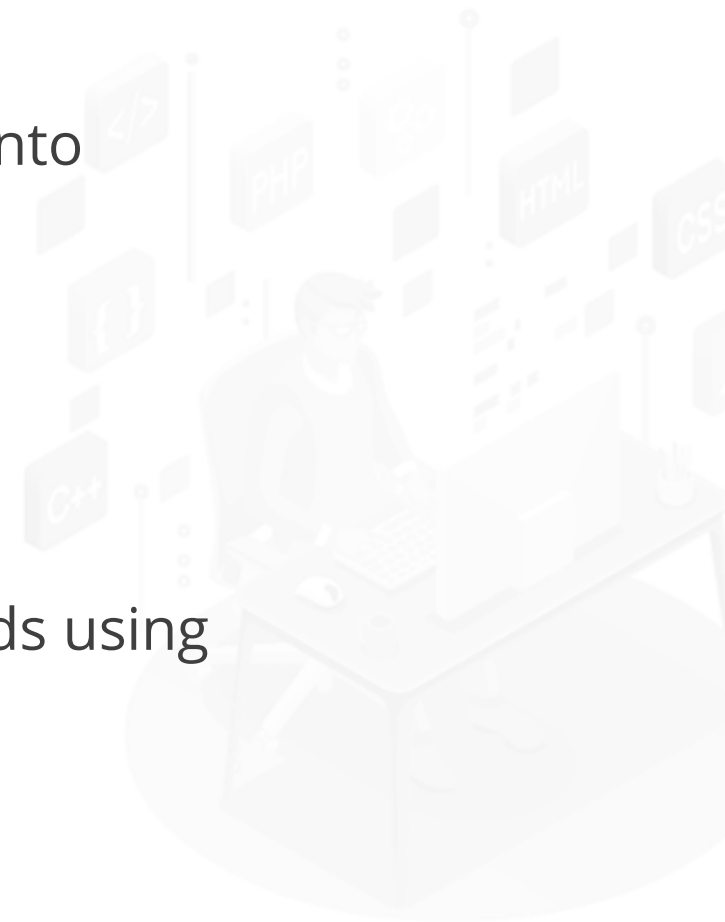 </>
PHP
HTML
CSS
nto
{ }
C++
ds using